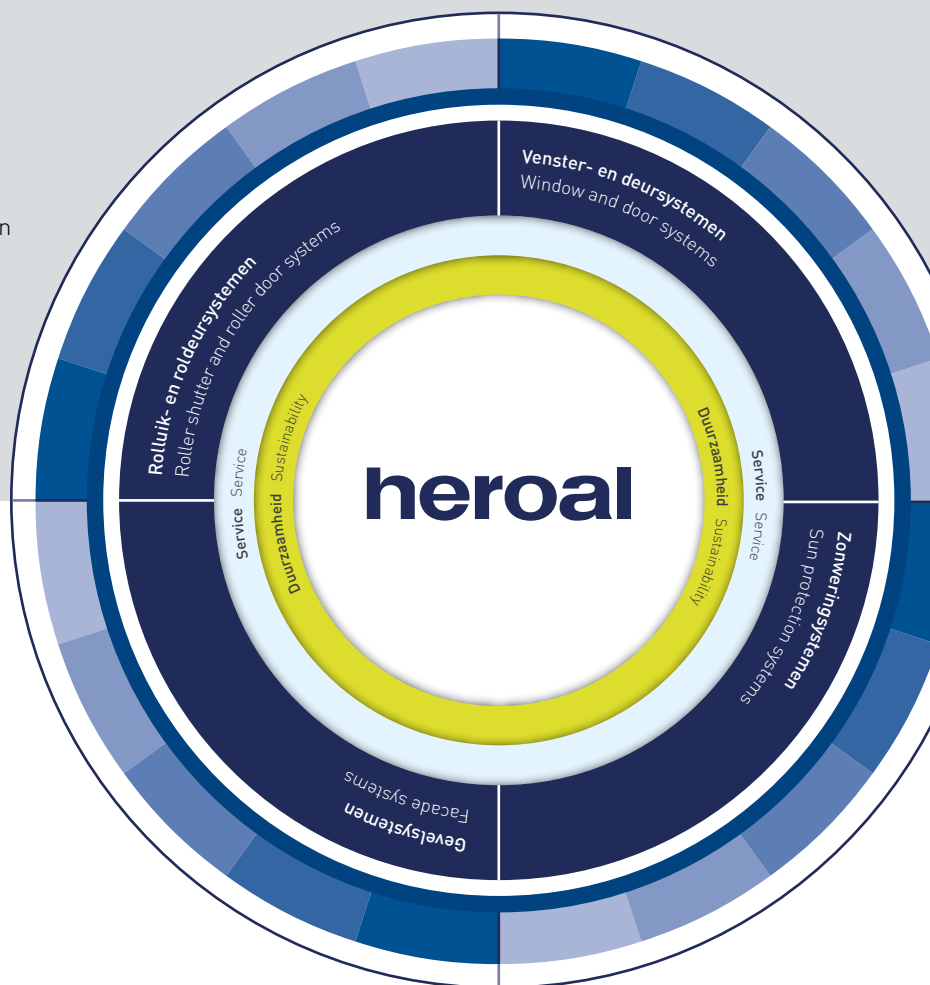 n
Venster- en deursystemen
Window and door systems
Rolluik- en roldeursystemen
Roller shutter and roller door systems
Service Service
Duurzaamheid Sustainability
heroal
Duurzaamheid Sustainability
Service Service
Zonweringsystemen
Sun protection systems
Gevelsystemen
Facade systems